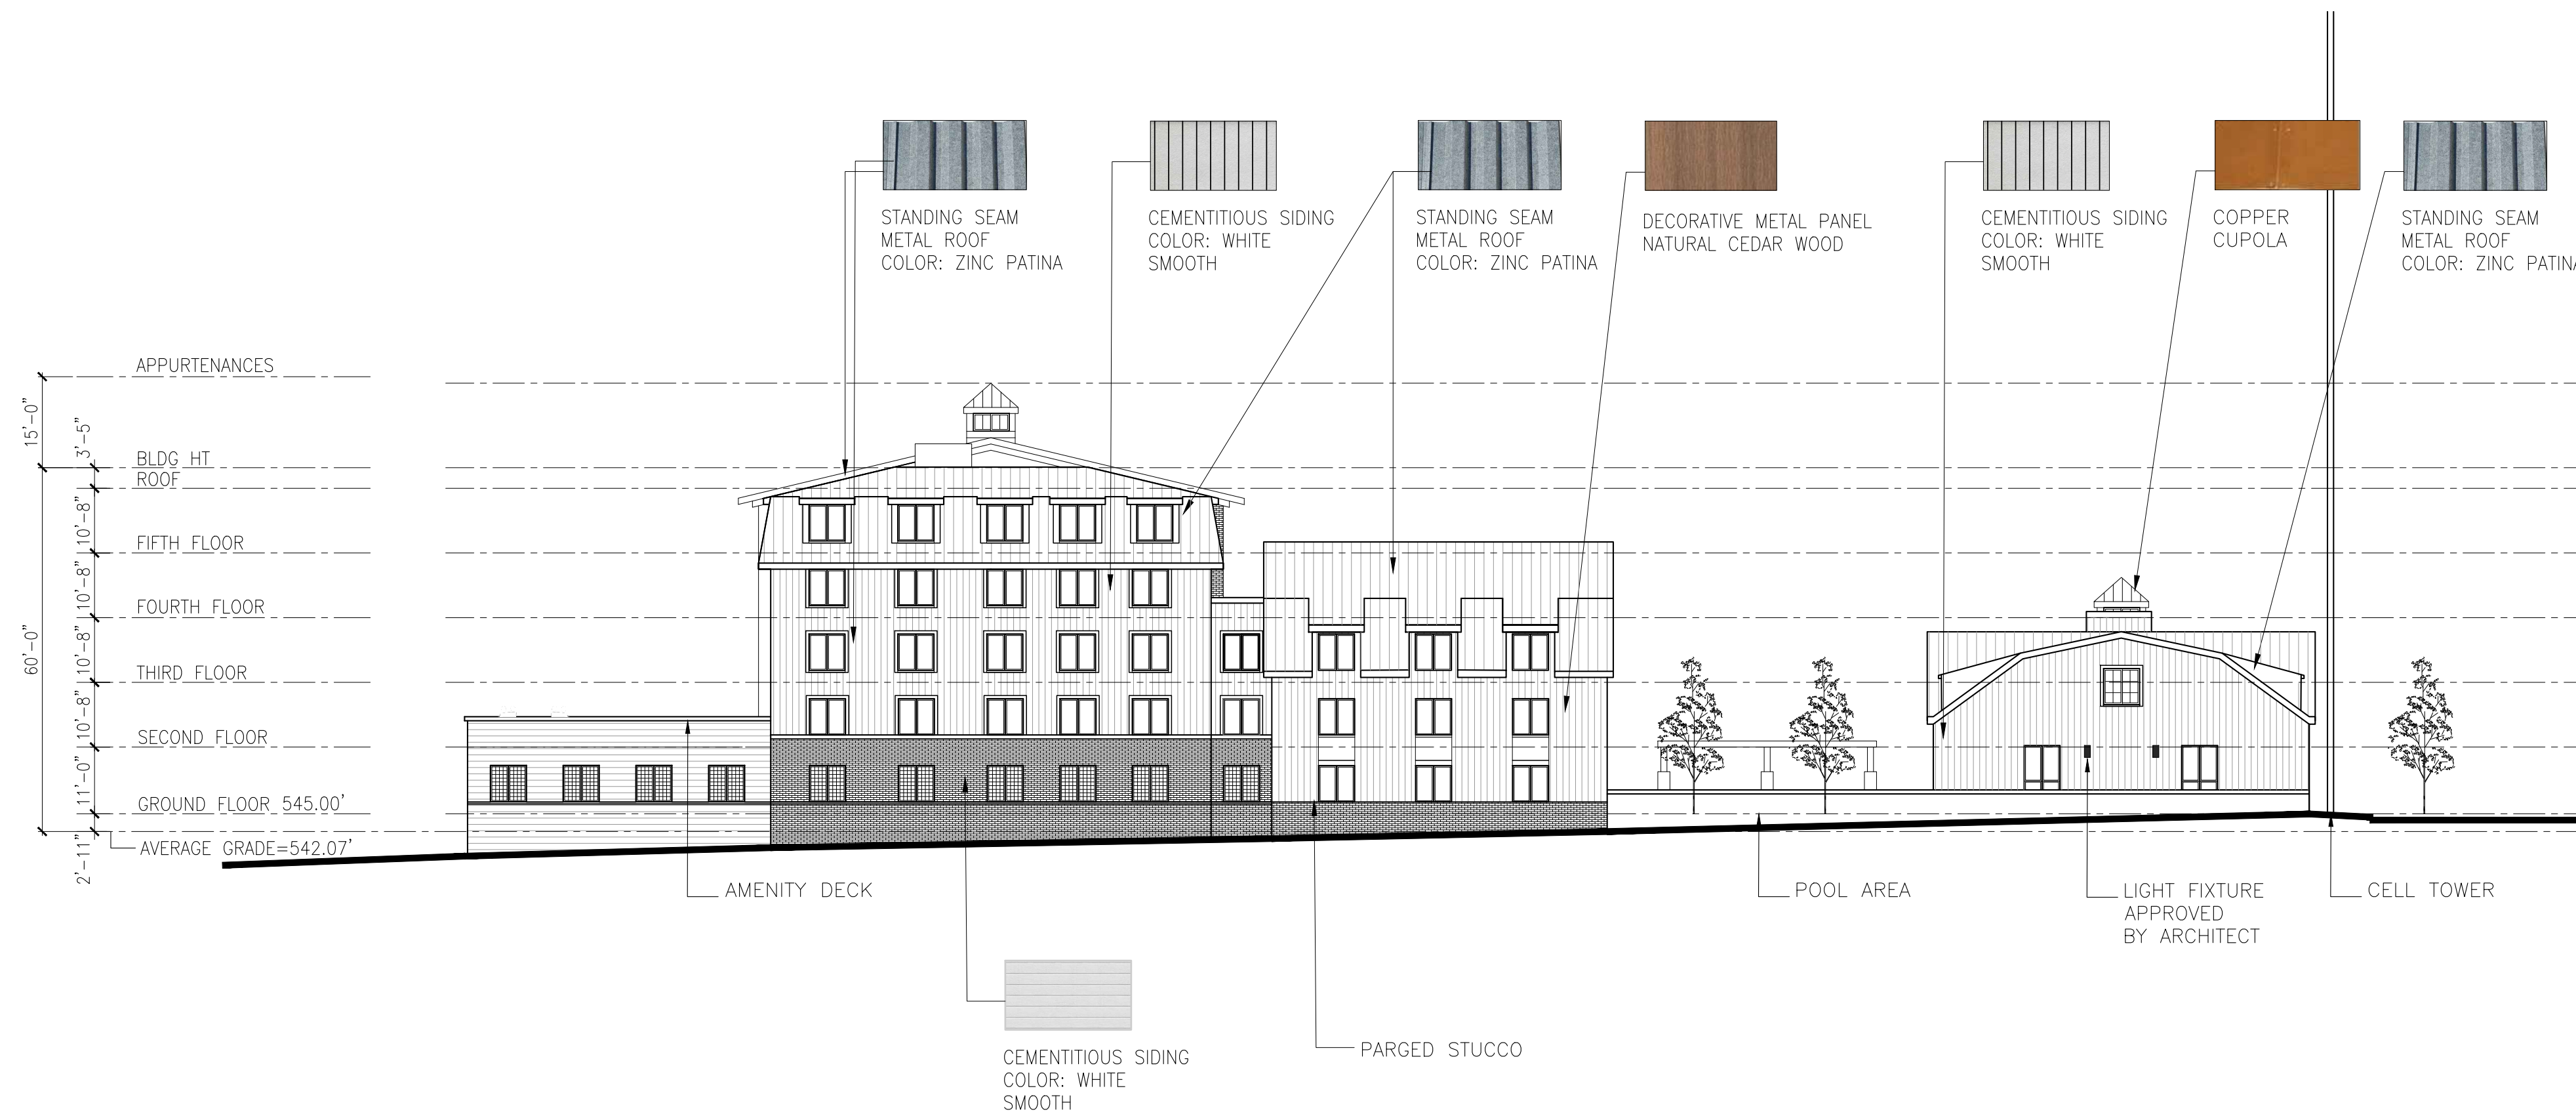 STANDING SEAM
METAL ROOF
COLOR: ZINC PATINA
CEMENTITIOUS SIDING
COLOR: WHITE
SMOOTH
STANDING SEAM
METAL ROOF
COLOR: ZINC PATINA
DECORATIVE METAL PANEL
NATURAL CEDAR WOOD
CEMENTITIOUS SIDING
COLOR: WHITE
SMOOTH
COPPER
CUPOLA
STANDING SEAM
METAL ROOF
COLOR: ZINC PATINA
APPURTENANCES
15'-0"
3'-5"
BLDG HT
ROOF
10'-8"
FIFTH FLOOR
10'-8"
FOURTH FLOOR
10'-8"
60'-0"
THIRD FLOOR
10'-8"
SECOND FLOOR
11'-0"
GROUND FLOOR 545.00'
2'-11"
AVERAGE GRADE=542.07'
AMENITY DECK
POOL AREA
LIGHT FIXTURE
APPROVED
BY ARCHITECT
CELL TOWER
CEMENTITIOUS SIDING
COLOR: WHITE
SMOOTH
PARGED STUCCO